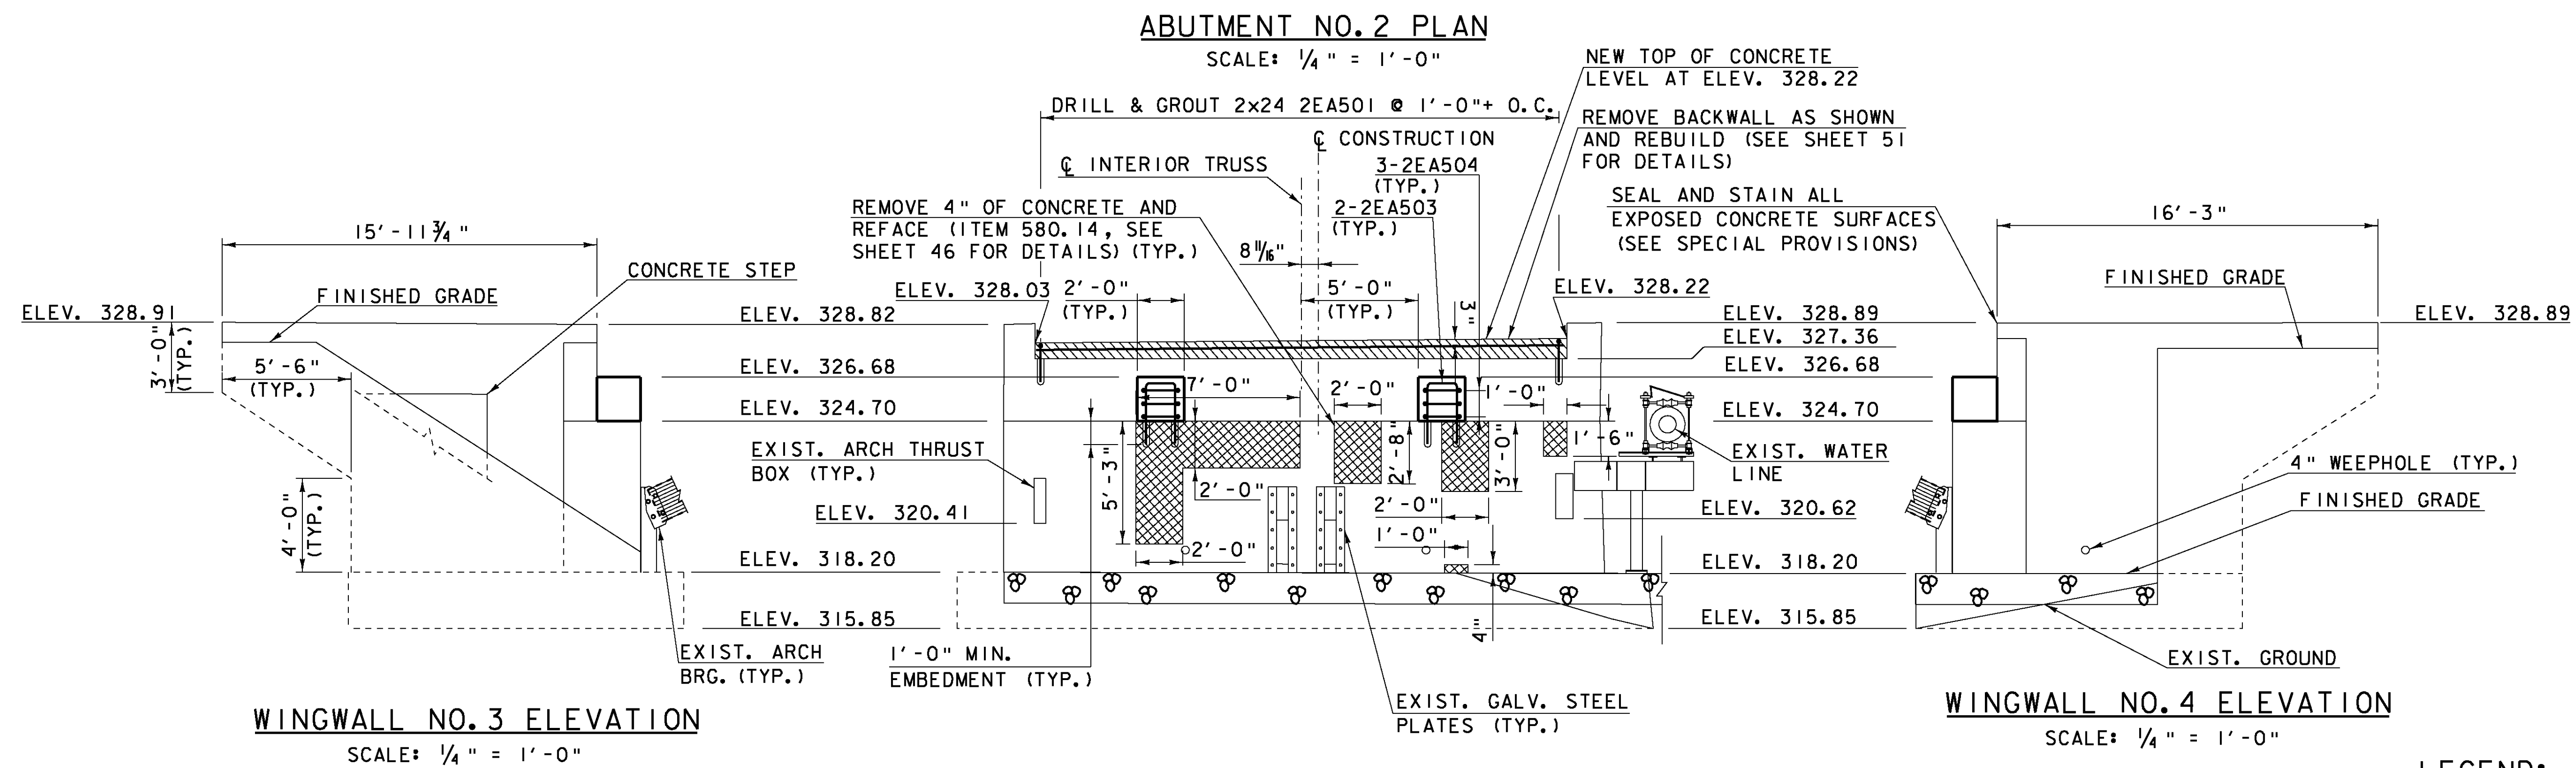 ABUTMENT NO.2 PLAN
SCALE: 1/4" = 1'-0"
NEW TOP OF CONCRETE
LEVEL AT ELEV. 328.22
DRILL & GROUT 2x24 2EA501 @ 1'-0"+ O.C.
REMOVE BACKWALL AS SHOWN
AND REBUILD (SEE SHEET 51
FOR DETAILS)
℄ CONSTRUCTION
℄ INTERIOR TRUSS
3-2EA504
(TYP.)
2-2EA503
(TYP.)
REMOVE 4" OF CONCRETE AND
REFACE (ITEM 580.14, SEE
SHEET 46 FOR DETAILS) (TYP.)
8 11/16"
SEAL AND STAIN ALL
EXPOSED CONCRETE SURFACES
(SEE SPECIAL PROVISIONS)
15'-11 3/4"
16'-3"
CONCRETE STEP
FINISHED GRADE
FINISHED GRADE
ELEV. 328.91
3'-0"
(TYP.)
5'-6"
(TYP.)
4'-0"
(TYP.)
ELEV. 328.03
2'-0"
(TYP.)
5'-0"
(TYP.)
3"
ELEV. 328.22
ELEV. 328.82
ELEV. 328.89
ELEV. 328.89
ELEV. 327.36
ELEV. 326.68
ELEV. 326.68
7'-0"
2'-0"
1'-0"
ELEV. 324.70
ELEV. 324.70
EXIST. ARCH THRUST
BOX (TYP.)
5'-3"
2'-0"
2'-8"
3'-0"
1'-6"
EXIST. WATER
LINE
4" WEEPHOLE (TYP.)
FINISHED GRADE
ELEV. 320.41
2'-0"
ELEV. 320.62
2'-0"
1'-0"
ELEV. 318.20
ELEV. 318.20
ELEV. 315.85
ELEV. 315.85
4"
EXIST. ARCH
BRG. (TYP.)
1'-0" MIN.
EMBEDMENT (TYP.)
EXIST. GALV. STEEL
PLATES (TYP.)
EXIST. GROUND
WINGWALL NO.3 ELEVATION
SCALE: 1/4" = 1'-0"
WINGWALL NO.4 ELEVATION
SCALE: 1/4" = 1'-0"
LEGEND: